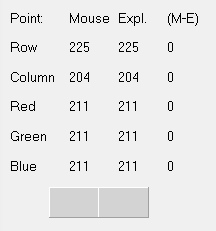 Point: Mouse Expl. (M-E)
Row 225 225 0
Column 204 204 0
Red 211 211 0
Green 211 211 0
Blue 211 211 0